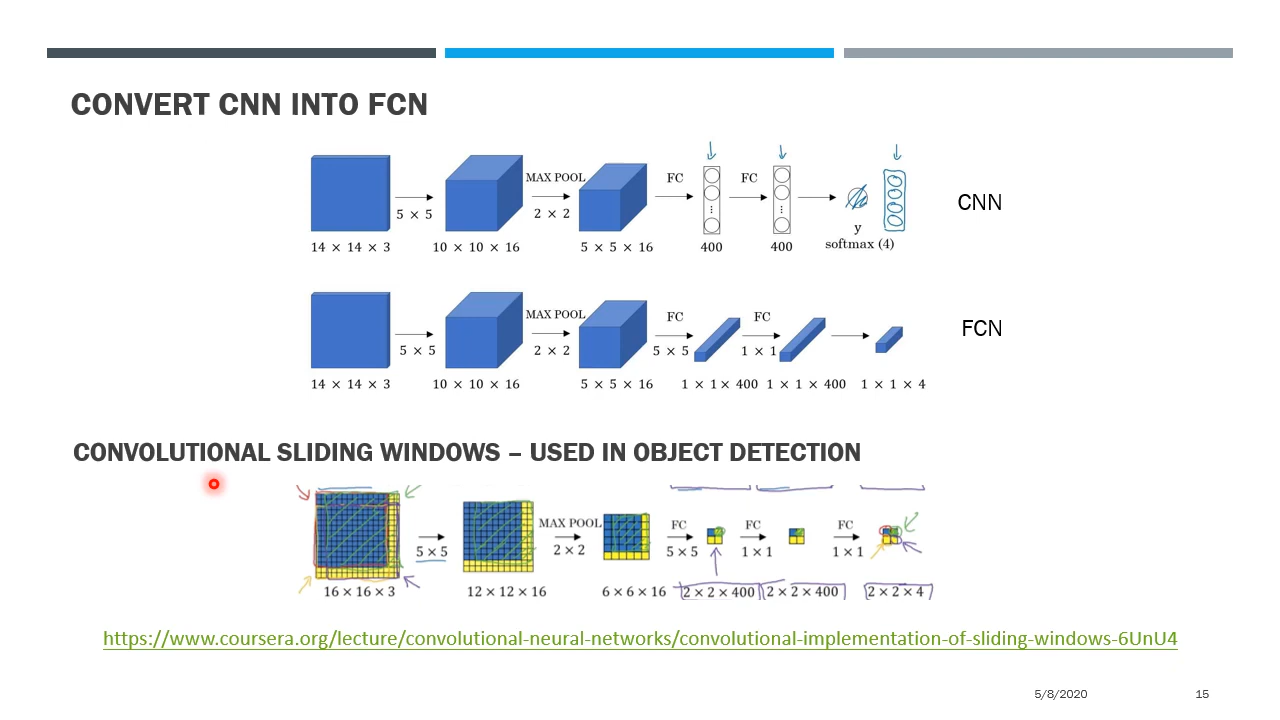 CONVERT CNN INTO FCN
MAX POOL FC FC
5 × 5 2 × 2
y
14 × 14 × 3 10 × 10 × 16 5 × 5 × 16 400 400 softmax (4)
CNN
MAX POOL FC FC
5 × 5 2 × 2 5 × 5 1 × 1
14 × 14 × 3 10 × 10 × 16 5 × 5 × 16 1 × 1 × 400 1 × 1 × 400 1 × 1 × 4
FCN
CONVOLUTIONAL SLIDING WINDOWS – USED IN OBJECT DETECTION
MAX POOL FC FC FC
5 × 5 2 × 2 5 × 5 1 × 1 1 × 1
16 × 16 × 3 12 × 12 × 16 6 × 6 × 16 2 × 2 × 400 2 × 2 × 400 2 × 2 × 4
https://www.coursera.org/lecture/convolutional-neural-networks/convolutional-implementation-of-sliding-windows-6UnU4
5/8/2020 15